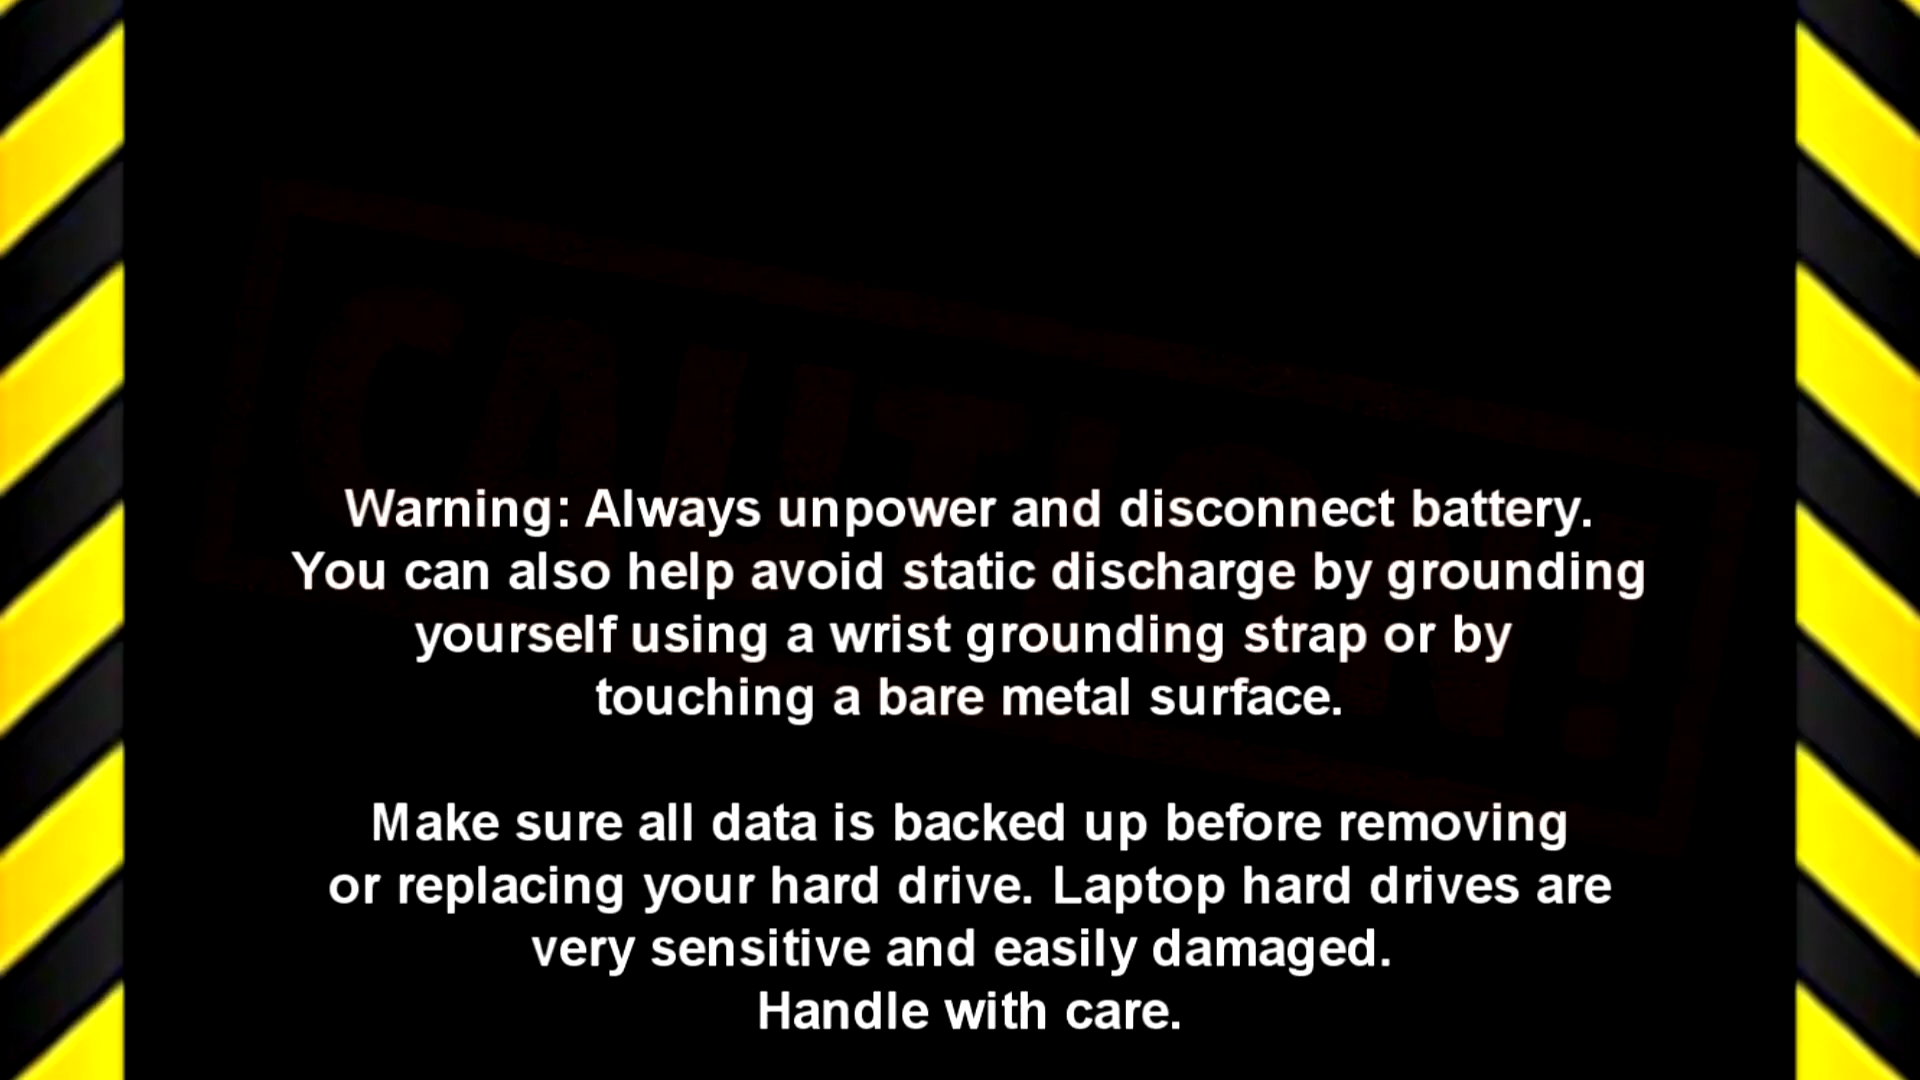 CAUTION!
Warning: Always unpower and disconnect battery.
You can also help avoid static discharge by grounding
yourself using a wrist grounding strap or by
touching a bare metal surface.
Make sure all data is backed up before removing
or replacing your hard drive. Laptop hard drives are
very sensitive and easily damaged.
Handle with care.